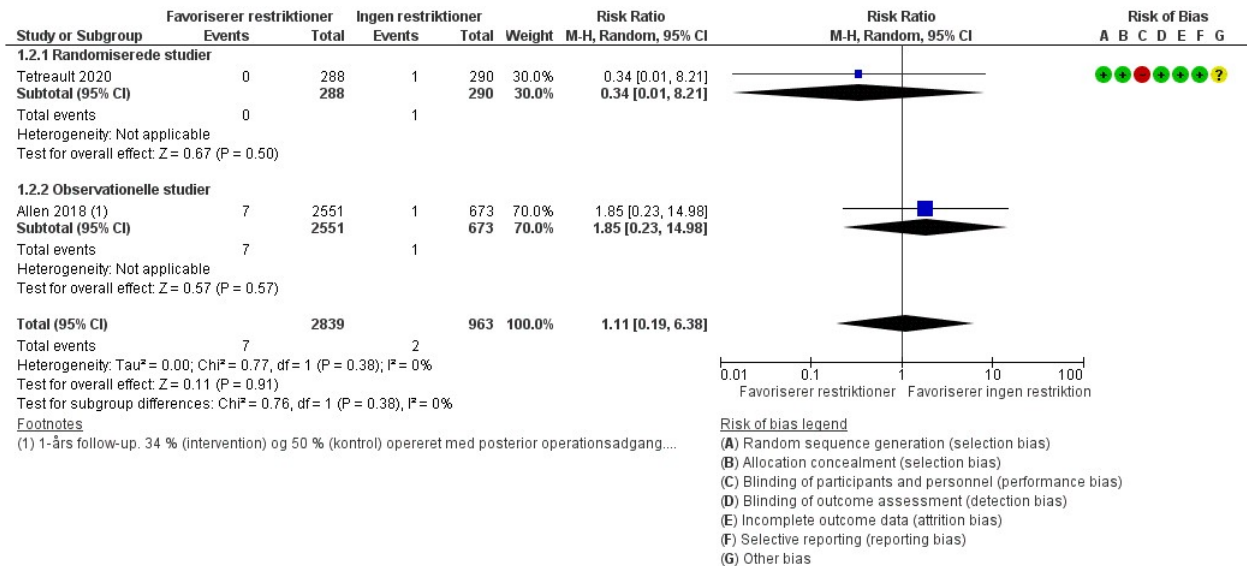 Favoriserer restriktioner Ingen restriktioner Risk Ratio Risk Ratio Risk of Bias
Study or Subgroup Events Total Events Total Weight M-H, Random, 95% CI M-H, Random, 95% CI A B C D E F G
1.2.1 Randomiserede studier
Tetreault 2020 0 288 1 290 30.0% 0.34 [0.01, 8.21] + + - + + + ?
Subtotal (95% CI) 288 290 30.0% 0.34 [0.01, 8.21]
Total events 0 1
Heterogeneity: Not applicable
Test for overall effect: Z = 0.67 (P = 0.50)
1.2.2 Observationelle studier
Allen 2018 (1) 7 2551 1 673 70.0% 1.85 [0.23, 14.98]
Subtotal (95% CI) 2551 673 70.0% 1.85 [0.23, 14.98]
Total events 7 1
Heterogeneity: Not applicable
Test for overall effect: Z = 0.57 (P = 0.57)
Total (95% CI) 2839 963 100.0% 1.11 [0.19, 6.38]
Total events 7 2
Heterogeneity: Tau² = 0.00; Chi² = 0.77, df = 1 (P = 0.38); I² = 0%
Test for overall effect: Z = 0.11 (P = 0.91)
Test for subgroup differences: Chi² = 0.76, df = 1 (P = 0.38), I² = 0%
0.01 0.1 1 10 100
Favoriserer restriktioner Favoriserer ingen restriktion
Footnotes
(1) 1-års follow-up. 34 % (intervention) og 50 % (kontrol) opereret med posterior operationsadgang....
Risk of bias legend
(A) Random sequence generation (selection bias)
(B) Allocation concealment (selection bias)
(C) Blinding of participants and personnel (performance bias)
(D) Blinding of outcome assessment (detection bias)
(E) Incomplete outcome data (attrition bias)
(F) Selective reporting (reporting bias)
(G) Other bias